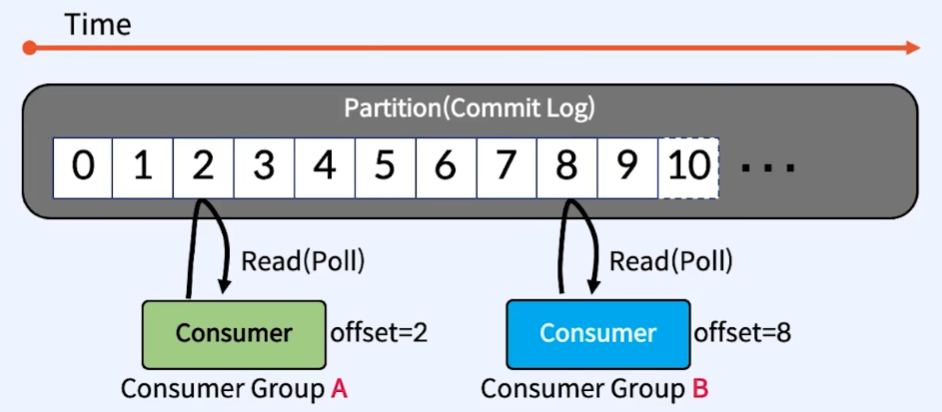 Time
Partition(Commit Log)
0 1 2 3 4 5 6 7 8 9 10 ...
Read(Poll) Read(Poll)
Consumer offset=2 Consumer offset=8
Consumer Group A Consumer Group B